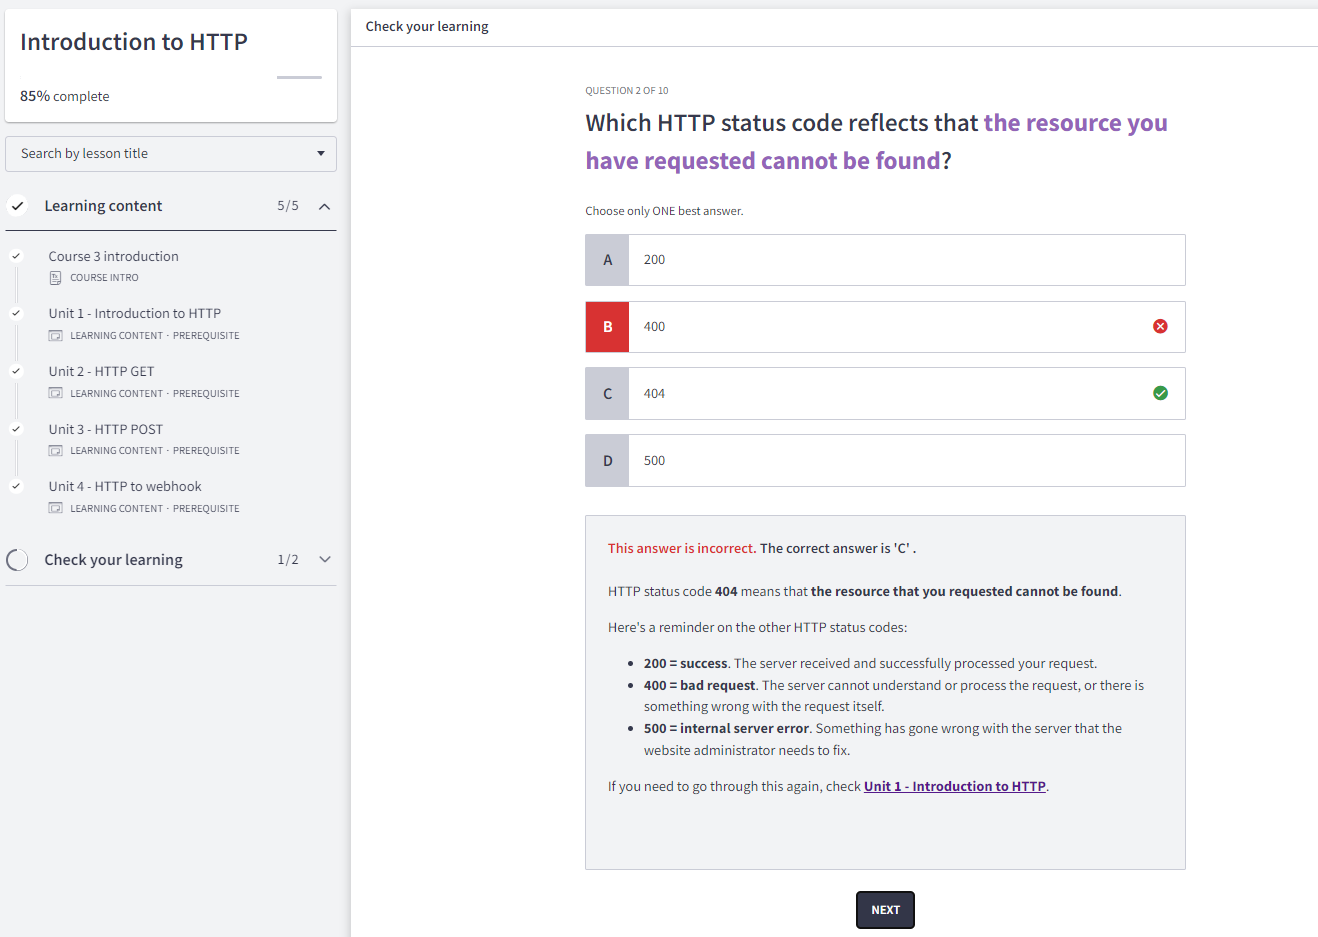 Introduction to HTTP
85% complete
Search by lesson title
Learning content 5/5
Course 3 introduction
COURSE INTRO
Unit 1 - Introduction to HTTP
LEARNING CONTENT · PREREQUISITE
Unit 2 - HTTP GET
LEARNING CONTENT · PREREQUISITE
Unit 3 - HTTP POST
LEARNING CONTENT · PREREQUISITE
Unit 4 - HTTP to webhook
LEARNING CONTENT · PREREQUISITE
Check your learning 1/2
Check your learning
QUESTION 2 OF 10
Which HTTP status code reflects that the resource you
have requested cannot be found?
Choose only ONE best answer.
A 200
B 400
C 404
D 500
This answer is incorrect. The correct answer is 'C' .
HTTP status code 404 means that the resource that you requested cannot be found.
Here's a reminder on the other HTTP status codes:
• 200 = success. The server received and successfully processed your request.
• 400 = bad request. The server cannot understand or process the request, or there is
something wrong with the request itself.
• 500 = internal server error. Something has gone wrong with the server that the
website administrator needs to fix.
If you need to go through this again, check Unit 1 - Introduction to HTTP.
NEXT